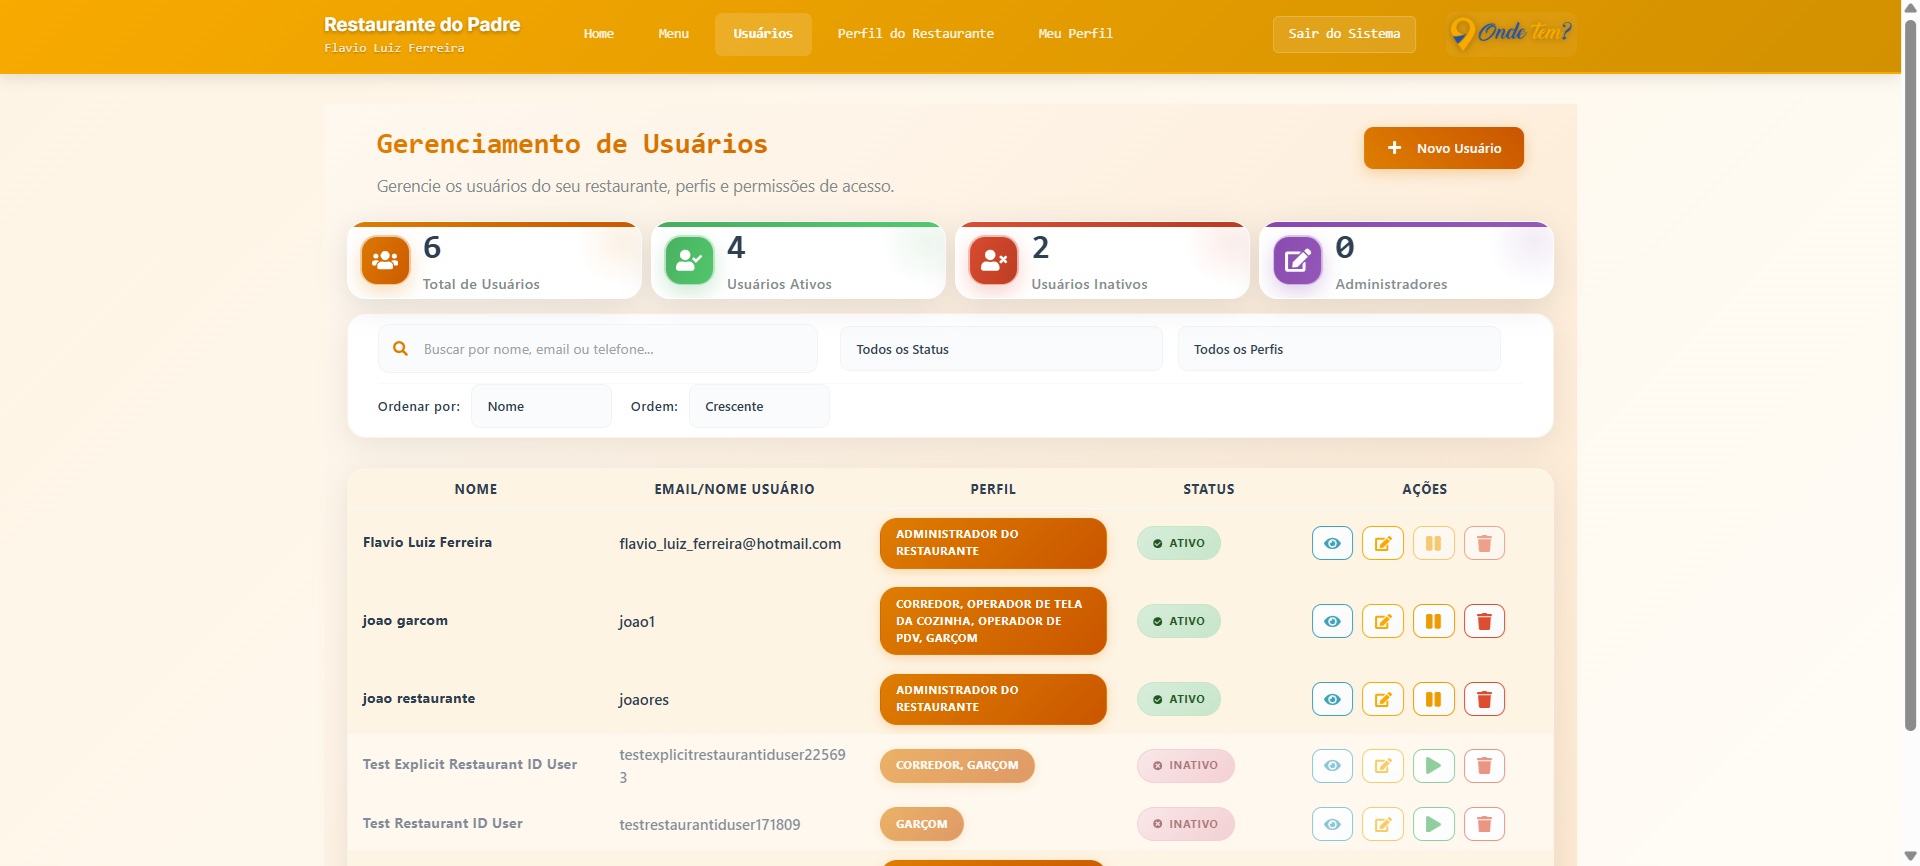 Restaurante do Padre
Flavio Luiz Ferreira
Home
Menu
Usuários
Perfil do Restaurante
Meu Perfil
Sair do Sistema
Onde Tem?
Gerenciamento de Usuários
Novo Usuário
Gerencie os usuários do seu restaurante, perfis e permissões de acesso.
6
Total de Usuários
4
Usuários Ativos
2
Usuários Inativos
0
Administradores
Buscar por nome, email ou telefone...
Todos os Status
Todos os Perfis
Ordenar por:
Nome
Ordem:
Crescente
NOME
EMAIL/NOME USUÁRIO
PERFIL
STATUS
AÇÕES
Flavio Luiz Ferreira
flavio_luiz_ferreira@hotmail.com
ADMINISTRADOR DO
RESTAURANTE
ATIVO
joao garcom
joao1
CORREDOR, OPERADOR DE TELA
DA COZINHA, OPERADOR DE
PDV, GARÇOM
ATIVO
joao restaurante
joaores
ADMINISTRADOR DO
RESTAURANTE
ATIVO
Test Explicit Restaurant ID User
testexplicitrestaurantiduser22569
3
CORREDOR, GARÇOM
INATIVO
Test Restaurant ID User
testrestaurantiduser171809
GARÇOM
INATIVO